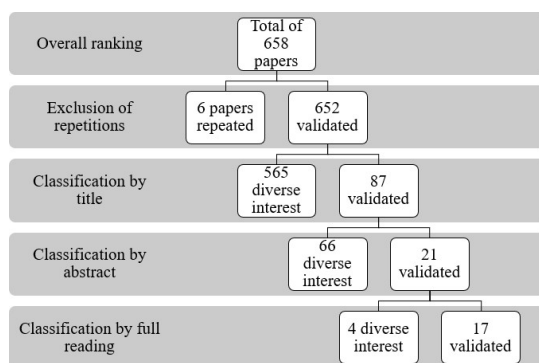 Overall ranking
Total of
658
papers
Exclusion of
repetitions
6 papers
repeated
652
validated
Classification by
title
565
diverse
interest
87
validated
Classification by
abstract
66
diverse
interest
21
validated
Classification by full
reading
4 diverse
interest
17
validated